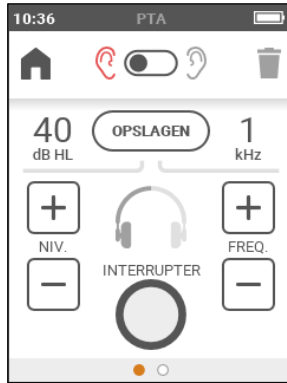 10:36 PTA
40 OPSLAGEN 1
dB HL kHz
+ +
NIV. FREQ.
INTERRUPTER
− −